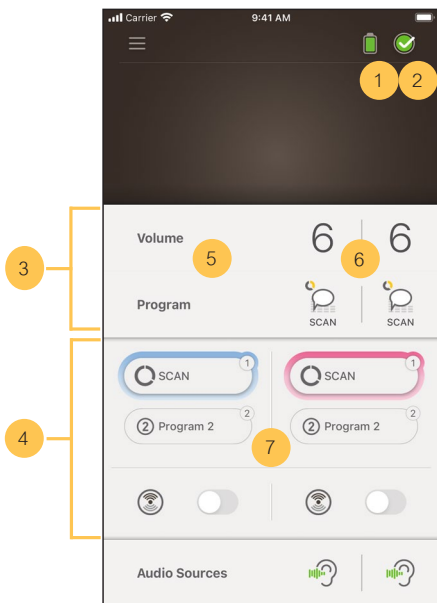 Carrier 9:41 AM
1 2
3
Volume 5 6 6 6
Program
SCAN SCAN
SCAN 1 SCAN 1
4
2 Program 2 2 2 Program 2 2
7
Audio Sources